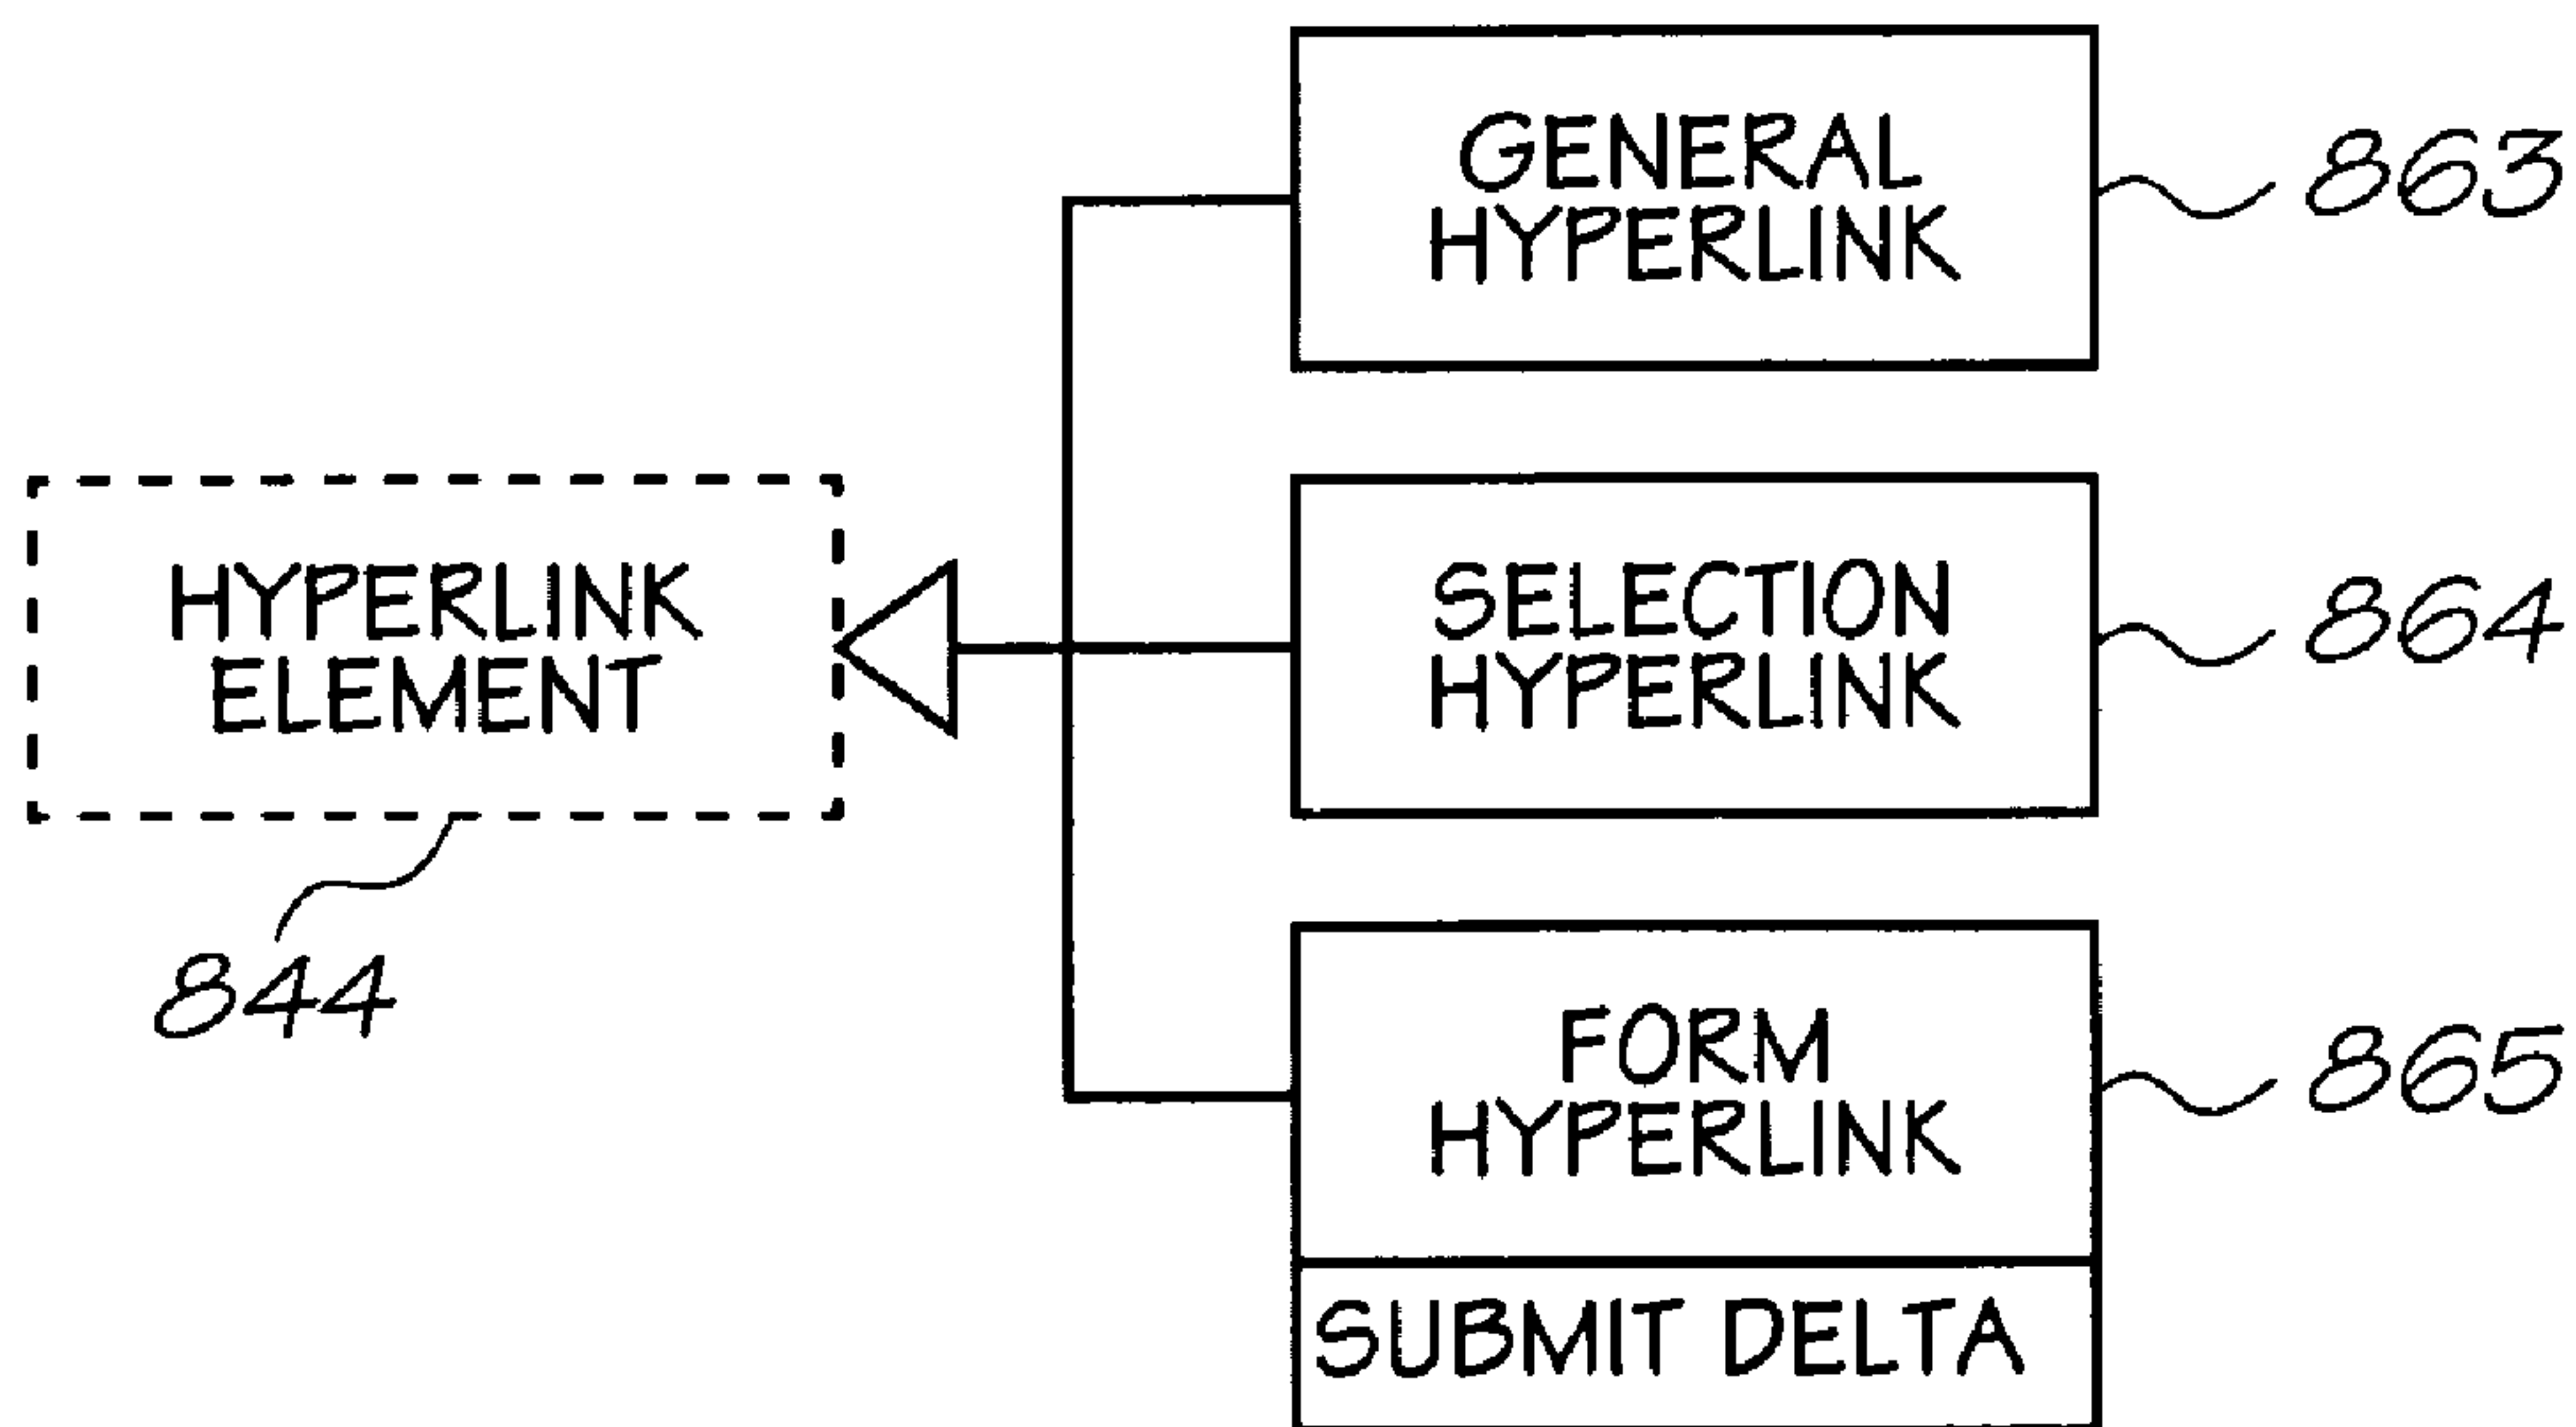 GENERAL
HYPERLINK
863
HYPERLINK
ELEMENT
844
SELECTION
HYPERLINK
864
FORM
HYPERLINK
865
SUBMIT DELTA